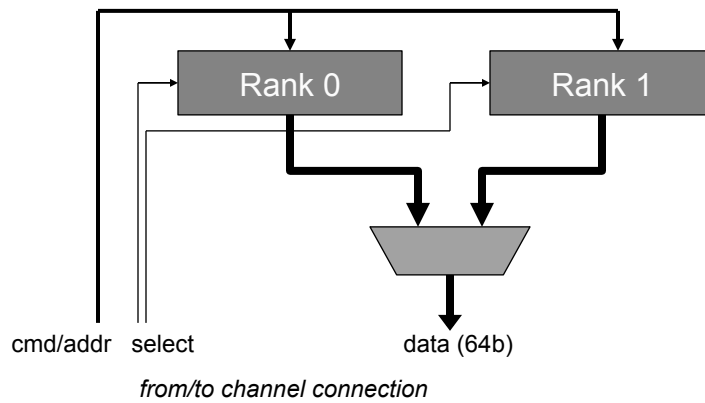 Rank 0
Rank 1
cmd/addr
select
data (64b)
from/to channel connection